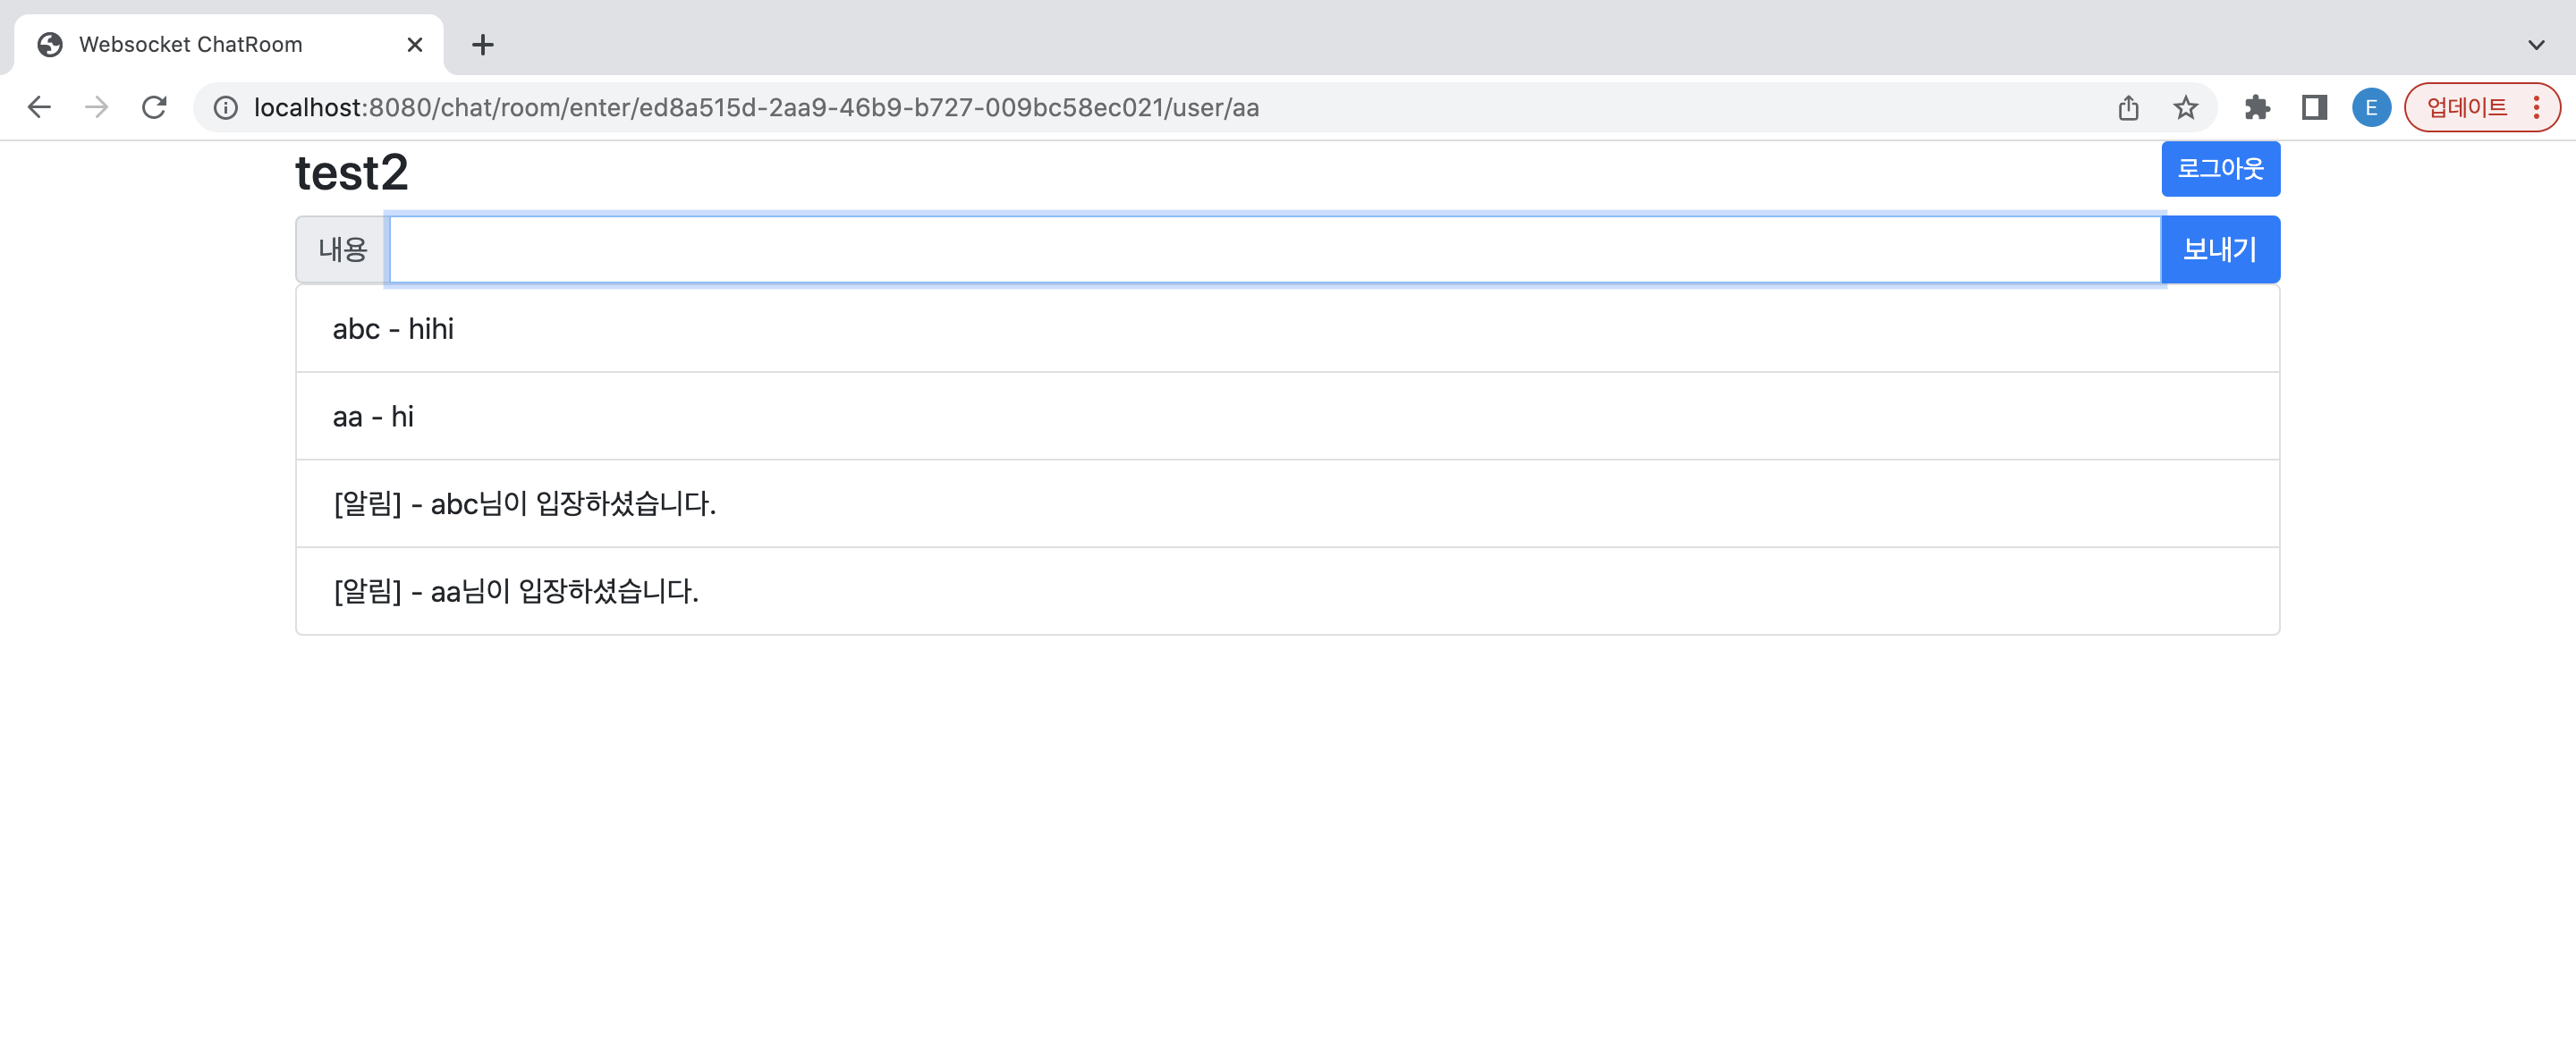 Websocket ChatRoom
localhost:8080/chat/room/enter/ed8a515d-2aa9-46b9-b727-009bc58ec021/user/aa
E
업데이트
test2
로그아웃
내용
보내기
abc - hihi
aa - hi
[알림] - abc님이 입장하셨습니다.
[알림] - aa님이 입장하셨습니다.